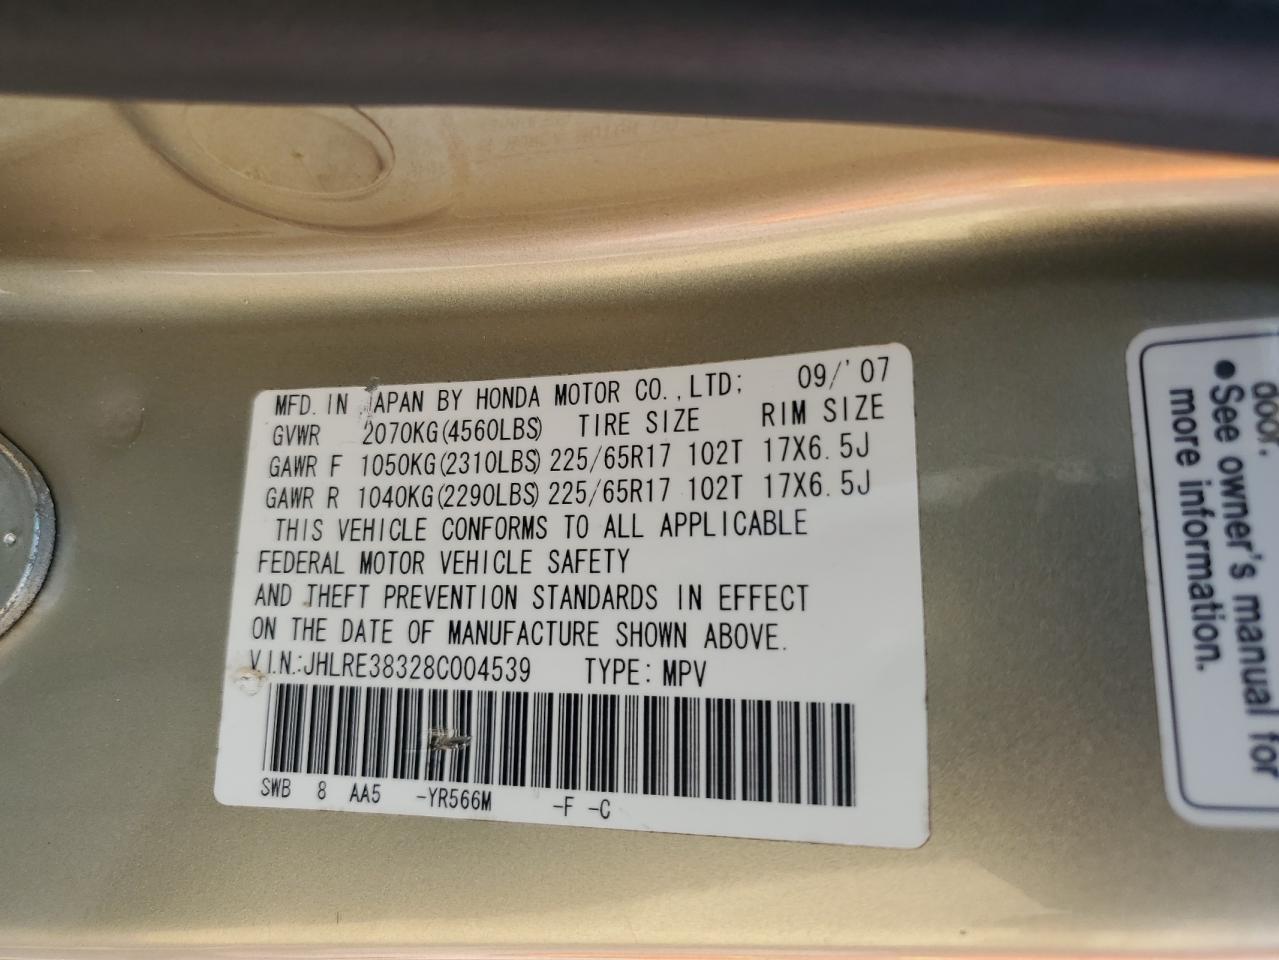 MFD. IN JAPAN BY HONDA MOTOR CO.,LTD; 09/'07
GVWR 2070KG(4560LBS) TIRE SIZE RIM SIZE
GAWR F 1050KG(2310LBS) 225/65R17 102T 17X6.5J
GAWR R 1040KG(2290LBS) 225/65R17 102T 17X6.5J
THIS VEHICLE CONFORMS TO ALL APPLICABLE
FEDERAL MOTOR VEHICLE SAFETY
AND THEFT PREVENTION STANDARDS IN EFFECT
ON THE DATE OF MANUFACTURE SHOWN ABOVE.
V.I.N.:JHLRE38328C004539 TYPE:MPV
SWB 8 AA5 -YR566M -F -C
door.
•See owner's manual for
more information.